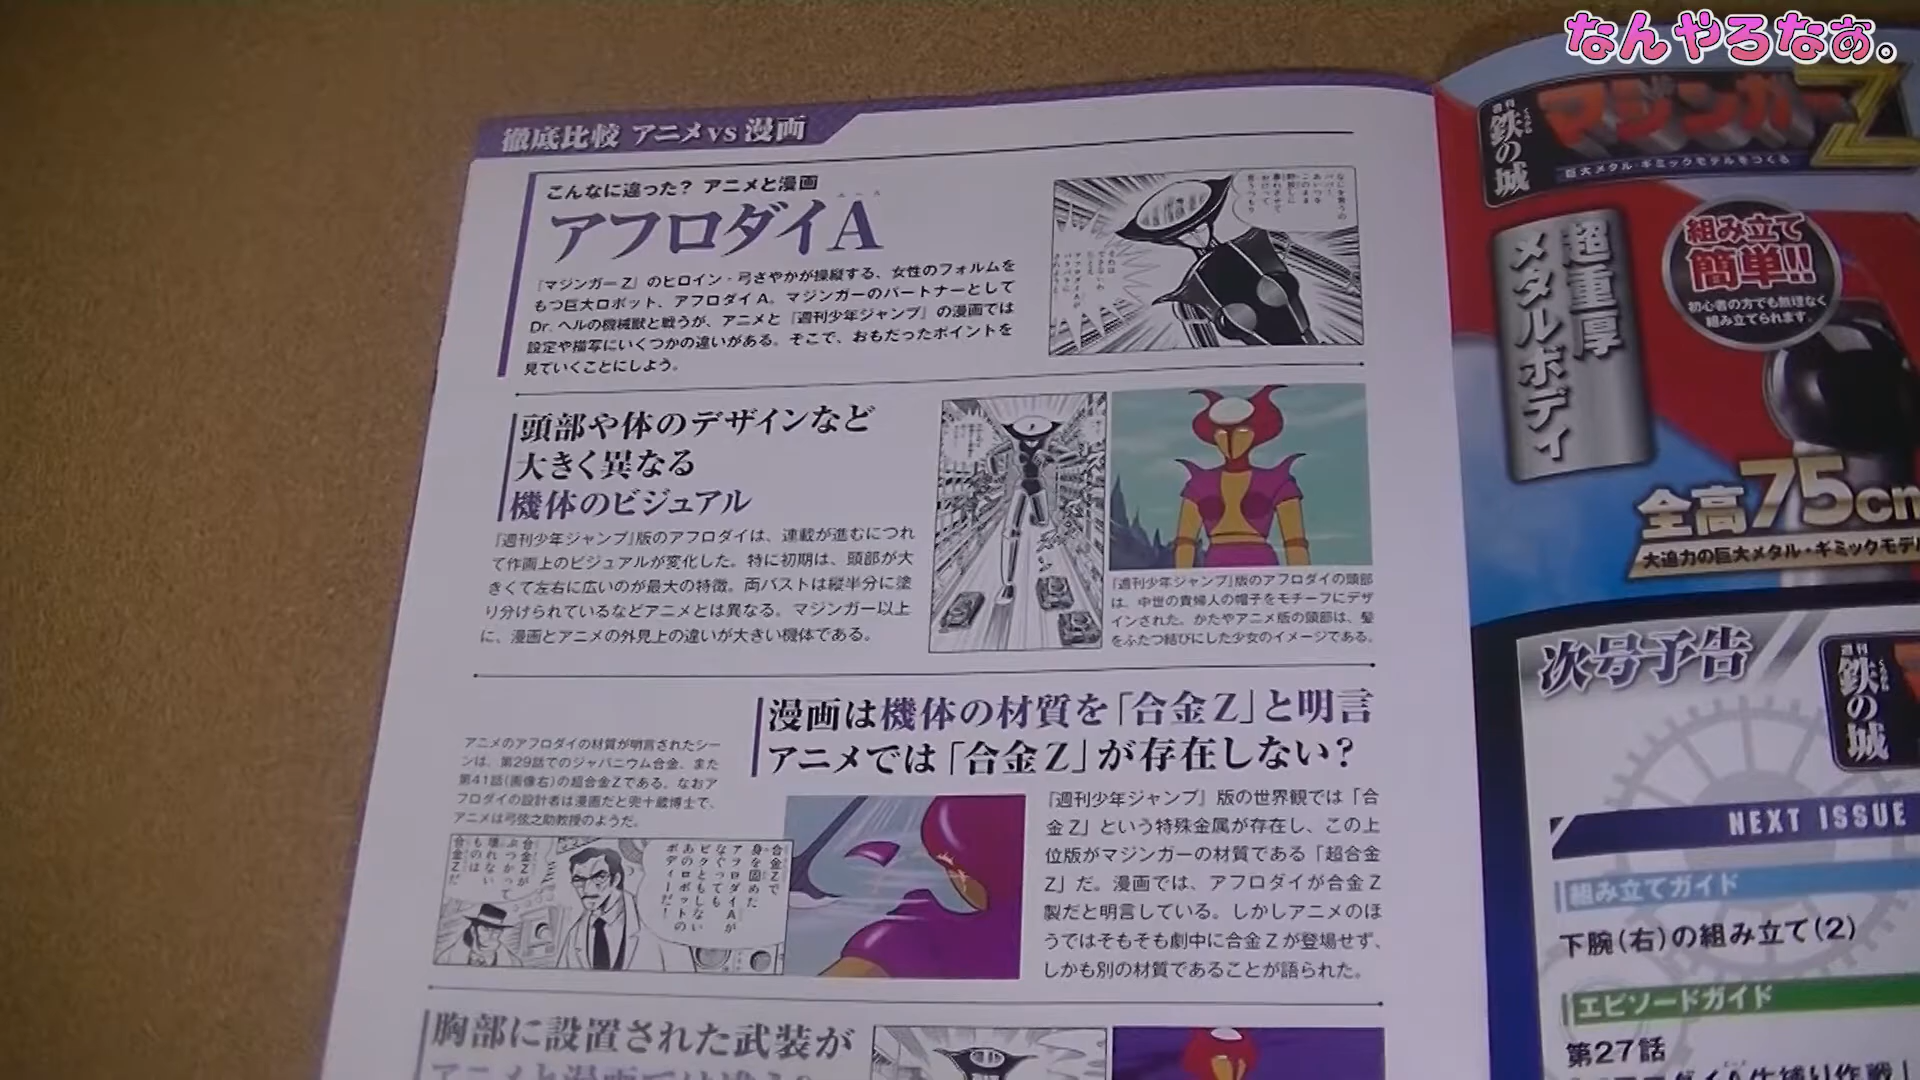 なんやろなぁ。
徹底比較 アニメvs漫画
こんなに違った? アニメと漫画
アフロダイA
エース
『マジンガーZ』のヒロイン・弓さやかが操縦する、女性のフォルムを
もつ巨大ロボット、アフロダイA。マジンガーのパートナーとして
Dr.ヘルの機械獣と戦うが、アニメと『週刊少年ジャンプ』の漫画では
設定や描写にいくつかの違いがある。そこで、おもだったポイントを
見ていくことにしよう。
頭部や体のデザインなど
大きく異なる
機体のビジュアル
『週刊少年ジャンプ』版のアフロダイは、連載が進むにつれ
て作画上のビジュアルが変化した。特に初期は、頭部が大
きくて左右に広いのが最大の特徴。両バストは縦半分に塗
り分けられているなどアニメとは異なる。マジンガー以上
に、漫画とアニメの外見上の違いが大きい機体である。
『週刊少年ジャンプ』版のアフロダイの頭部
は、中世の貴婦人の帽子をモチーフにデザ
インされた。かたやアニメ版の頭部は、髪
をふたつ結びにした少女のイメージである。
漫画は機体の材質を「合金Z」と明言
アニメでは「合金Z」が存在しない?
アニメのアフロダイの材質が明言されたシー
ンは、第29話でのジャパニウム合金、また
第41話(画像右)の超合金Zである。なおア
フロダイの設計者は漫画だと兜十蔵博士で、
アニメは弓弦之助教授のようだ。
合金Zで
身を固めた
アフロダイAが
なぐっても
ビクともしない
あのロボットの
ボディーだ!
合金Zが
ぶつかって
壊れない
ものは
合金Zだ
『週刊少年ジャンプ』版の世界観では「合
金Z」という特殊金属が存在し、この上
位版がマジンガーの材質である「超合金
Z」だ。漫画では、アフロダイが合金Z
製だと明言している。しかしアニメのほ
うではそもそも劇中に合金Zが登場せず、
しかも別の材質であることが語られた。
胸部に設置された武装が
週刊
鉄の城
くろがね
マジンガーZ
巨大メタル・ギミックモデルをつくる
超重厚
メタルボディ
組み立て
簡単!!
初心者の方でも無理なく
組み立てられます。
全高75cm
大迫力の巨大メタル・ギミックモデル
次号予告
週刊
鉄の城
くろがね
NEXT ISSUE
組み立てガイド
下腕(右)の組み立て(2)
エピソードガイド
第27話